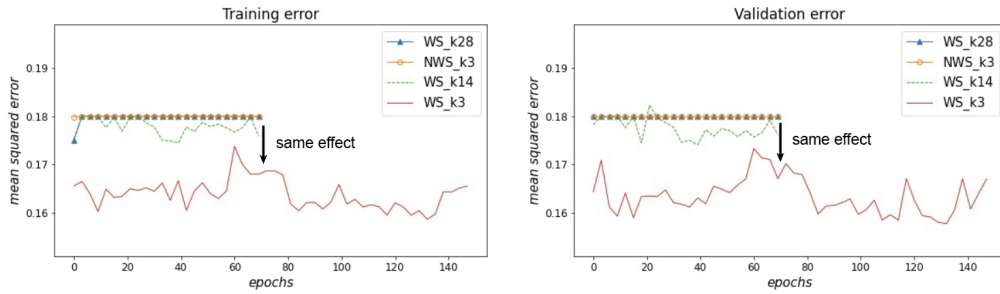 Training error
mean squared error
0.19
0.18
0.17
0.16
WS_k28
NWS_k3
WS_k14
WS_k3
same effect
0 20 40 60 80 100 120 140
epochs
Validation error
mean squared error
0.19
0.18
0.17
0.16
WS_k28
NWS_k3
WS_k14
WS_k3
same effect
0 20 40 60 80 100 120 140
epochs